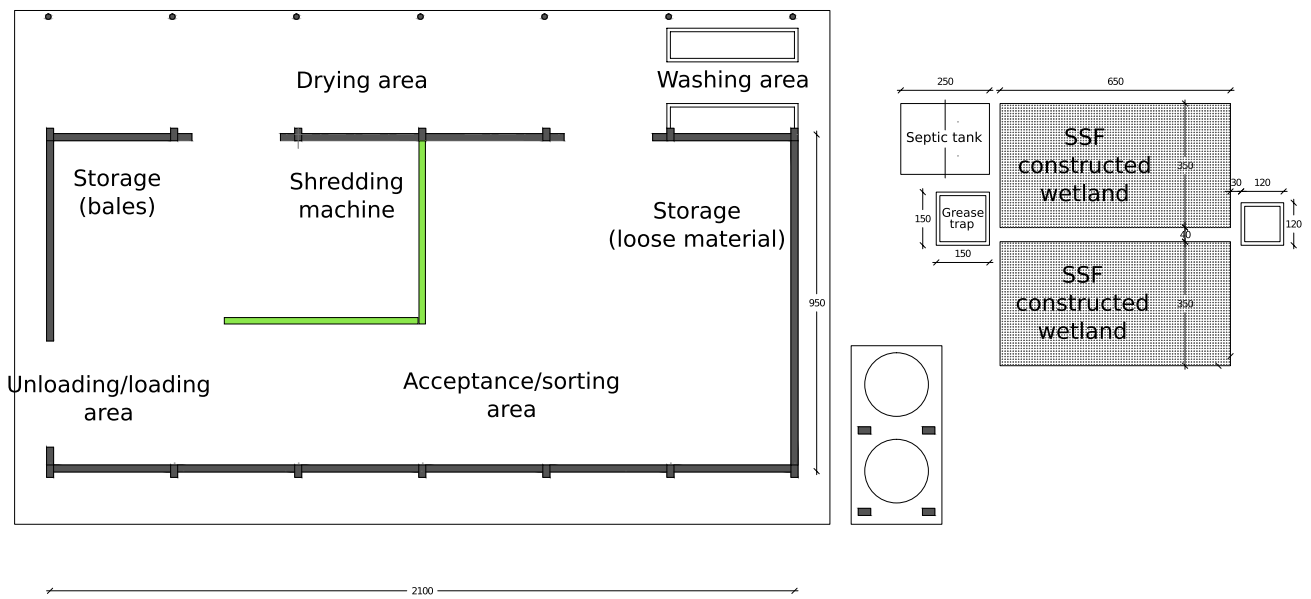 Drying area
Washing area
Storage
(bales)
Shredding
machine
Storage
(loose material)
Unloading/loading
area
Acceptance/sorting
area
950
2100
250
650
Septic tank
SSF
constructed
wetland
350
30
120
120
150
Grease
trap
150
40
SSF
constructed
wetland
350